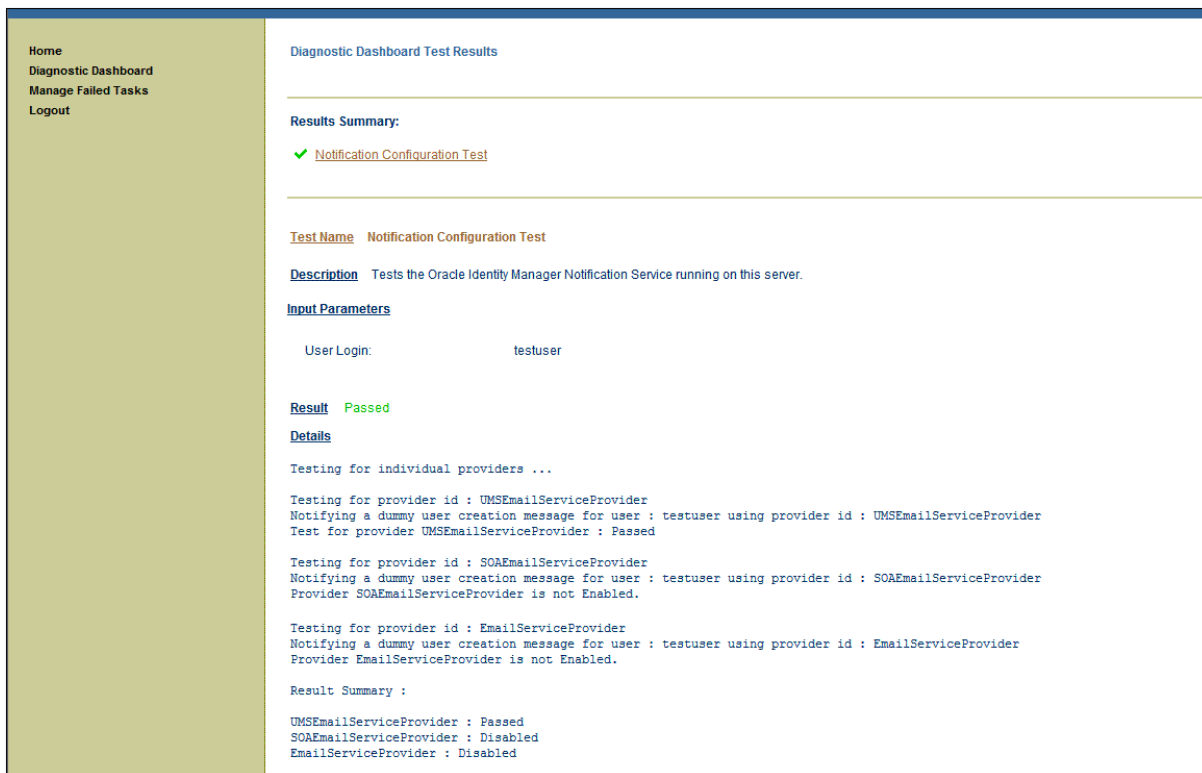 Home
Diagnostic Dashboard
Manage Failed Tasks
Logout
Diagnostic Dashboard Test Results
Results Summary:
Notification Configuration Test
Test Name Notification Configuration Test
Description Tests the Oracle Identity Manager Notification Service running on this server.
Input Parameters
User Login: testuser
Result Passed
Details
Testing for individual providers ...
Testing for provider id : UMSEmailServiceProvider
Notifying a dummy user creation message for user : testuser using provider id : UMSEmailServiceProvider
Test for provider UMSEmailServiceProvider : Passed
Testing for provider id : SOAEmailServiceProvider
Notifying a dummy user creation message for user : testuser using provider id : SOAEmailServiceProvider
Provider SOAEmailServiceProvider is not Enabled.
Testing for provider id : EmailServiceProvider
Notifying a dummy user creation message for user : testuser using provider id : EmailServiceProvider
Provider EmailServiceProvider is not Enabled.
Result Summary :
UMSEmailServiceProvider : Passed
SOAEmailServiceProvider : Disabled
EmailServiceProvider : Disabled